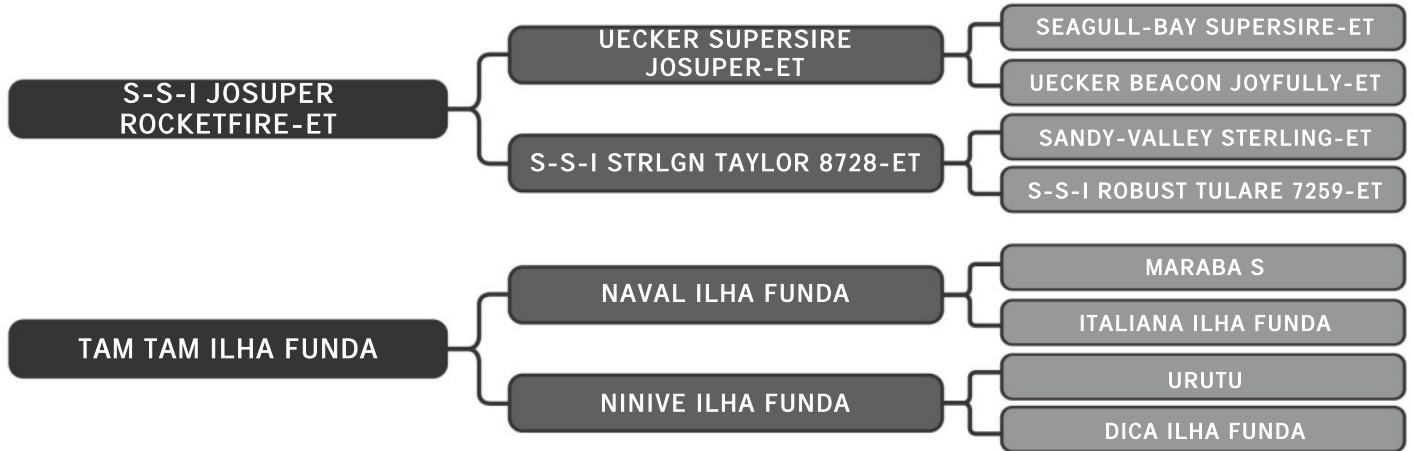 S-S-I JOSUPER
ROCKETFIRE-ET
UECKER SUPERSIRE
JOSUPER-ET
SEAGULL-BAY SUPERSIRE-ET
UECKER BEACON JOYFULLY-ET
S-S-I STRLGN TAYLOR 8728-ET
SANDY-VALLEY STERLING-ET
S-S-I ROBUST TULARE 7259-ET
TAM TAM ILHA FUNDA
NAVAL ILHA FUNDA
MARABA S
ITALIANA ILHA FUNDA
NINIVE ILHA FUNDA
URUTU
DICA ILHA FUNDA